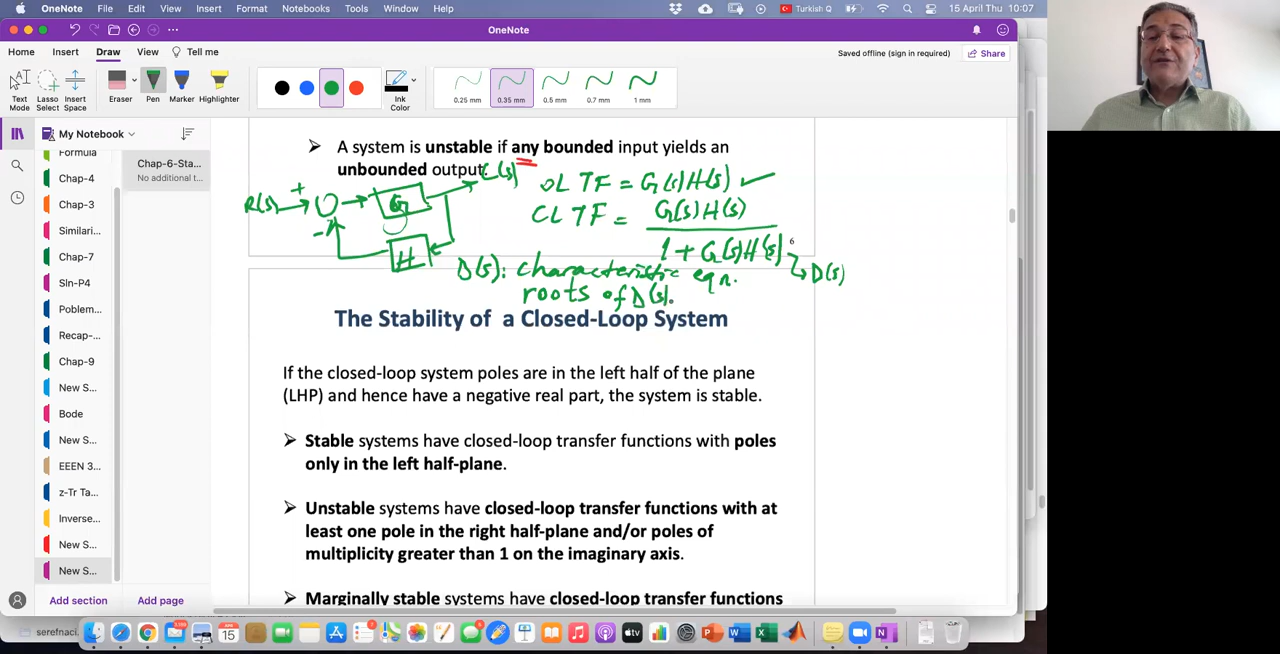 OneNote File Edit View Insert Format Notebooks Tools Window Help Turkish Q 15 April Thu 10:07
OneNote
Home Insert Draw View Tell me Saved offline (sign in required) Share
Text Mode Lasso Select Insert Space Eraser Pen Marker Highlighter Ink Color 0.25 mm 0.35 mm 0.5 mm 0.7 mm 1 mm
My Notebook
Formula
Chap-4
Chap-3
Similari...
Chap-7
Sln-P4
Poblem...
Recap-...
Chap-9
New S...
Bode
New S...
EEEN 3...
z-Tr Ta...
Inverse...
New S...
New S...
Add section
Chap-6-Sta...
No additional t...
Add page
A system is unstable if any bounded input yields an
unbounded output.
R(s) + - G H C(s)
OL TF = G(s)H(s) ✓
CL TF = G(s)H(s)
1 + G(s)H(s)
6
D(s)
D(s): characteristic eqn.
roots of D(s).
The Stability of a Closed-Loop System
If the closed-loop system poles are in the left half of the plane
(LHP) and hence have a negative real part, the system is stable.
Stable systems have closed-loop transfer functions with poles
only in the left half-plane.
Unstable systems have closed-loop transfer functions with at
least one pole in the right half-plane and/or poles of
multiplicity greater than 1 on the imaginary axis.
Marginally stable systems have closed-loop transfer functions
serefnaci...